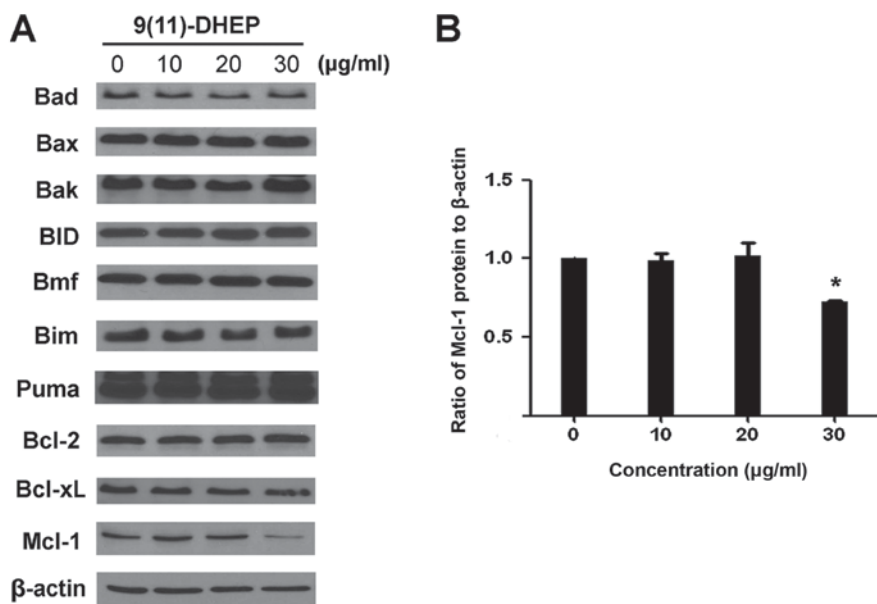 A
9(11)-DHEP
0 10 20 30 (µg/ml)
Bad
Bax
Bak
BID
Bmf
Bim
Puma
Bcl-2
Bcl-xL
Mcl-1
β-actin
B
Ratio of Mcl-1 protein to β-actin
1.5
1.0
0.5
*
0 10 20 30
Concentration (µg/ml)